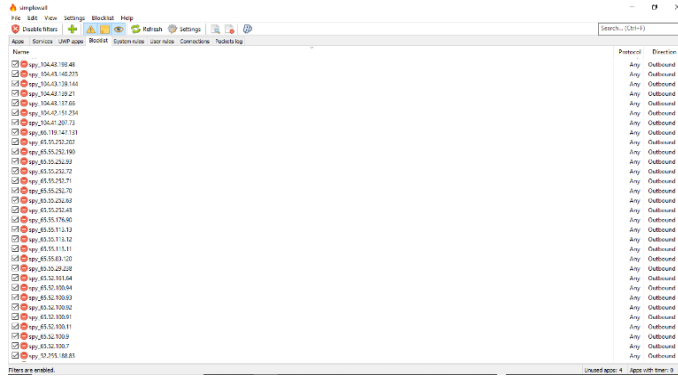 simplewall
File Edit View Settings Blocklist Help
Disable filters Refresh Settings Search... (Ctrl+F)
Apps Services UWP apps Blocklist System rules User rules Connections Packets log
Name Protocol Direction
spy_104.43.193.48 Any Outbound
spy_104.43.140.223 Any Outbound
spy_104.43.139.144 Any Outbound
spy_104.43.139.21 Any Outbound
spy_104.43.137.66 Any Outbound
spy_104.42.151.234 Any Outbound
spy_104.41.207.73 Any Outbound
spy_66.119.147.131 Any Outbound
spy_65.55.252.202 Any Outbound
spy_65.55.252.190 Any Outbound
spy_65.55.252.93 Any Outbound
spy_65.55.252.72 Any Outbound
spy_65.55.252.71 Any Outbound
spy_65.55.252.70 Any Outbound
spy_65.55.252.63 Any Outbound
spy_65.55.252.43 Any Outbound
spy_65.55.176.90 Any Outbound
spy_65.55.113.13 Any Outbound
spy_65.55.113.12 Any Outbound
spy_65.55.113.11 Any Outbound
spy_65.55.83.120 Any Outbound
spy_65.55.29.238 Any Outbound
spy_65.52.161.64 Any Outbound
spy_65.52.100.94 Any Outbound
spy_65.52.100.93 Any Outbound
spy_65.52.100.92 Any Outbound
spy_65.52.100.91 Any Outbound
spy_65.52.100.11 Any Outbound
spy_65.52.100.9 Any Outbound
spy_65.52.100.7 Any Outbound
spy_52.255.188.83 Any Outbound
Filters are enabled. Unused apps: 4 Apps with timer: 0